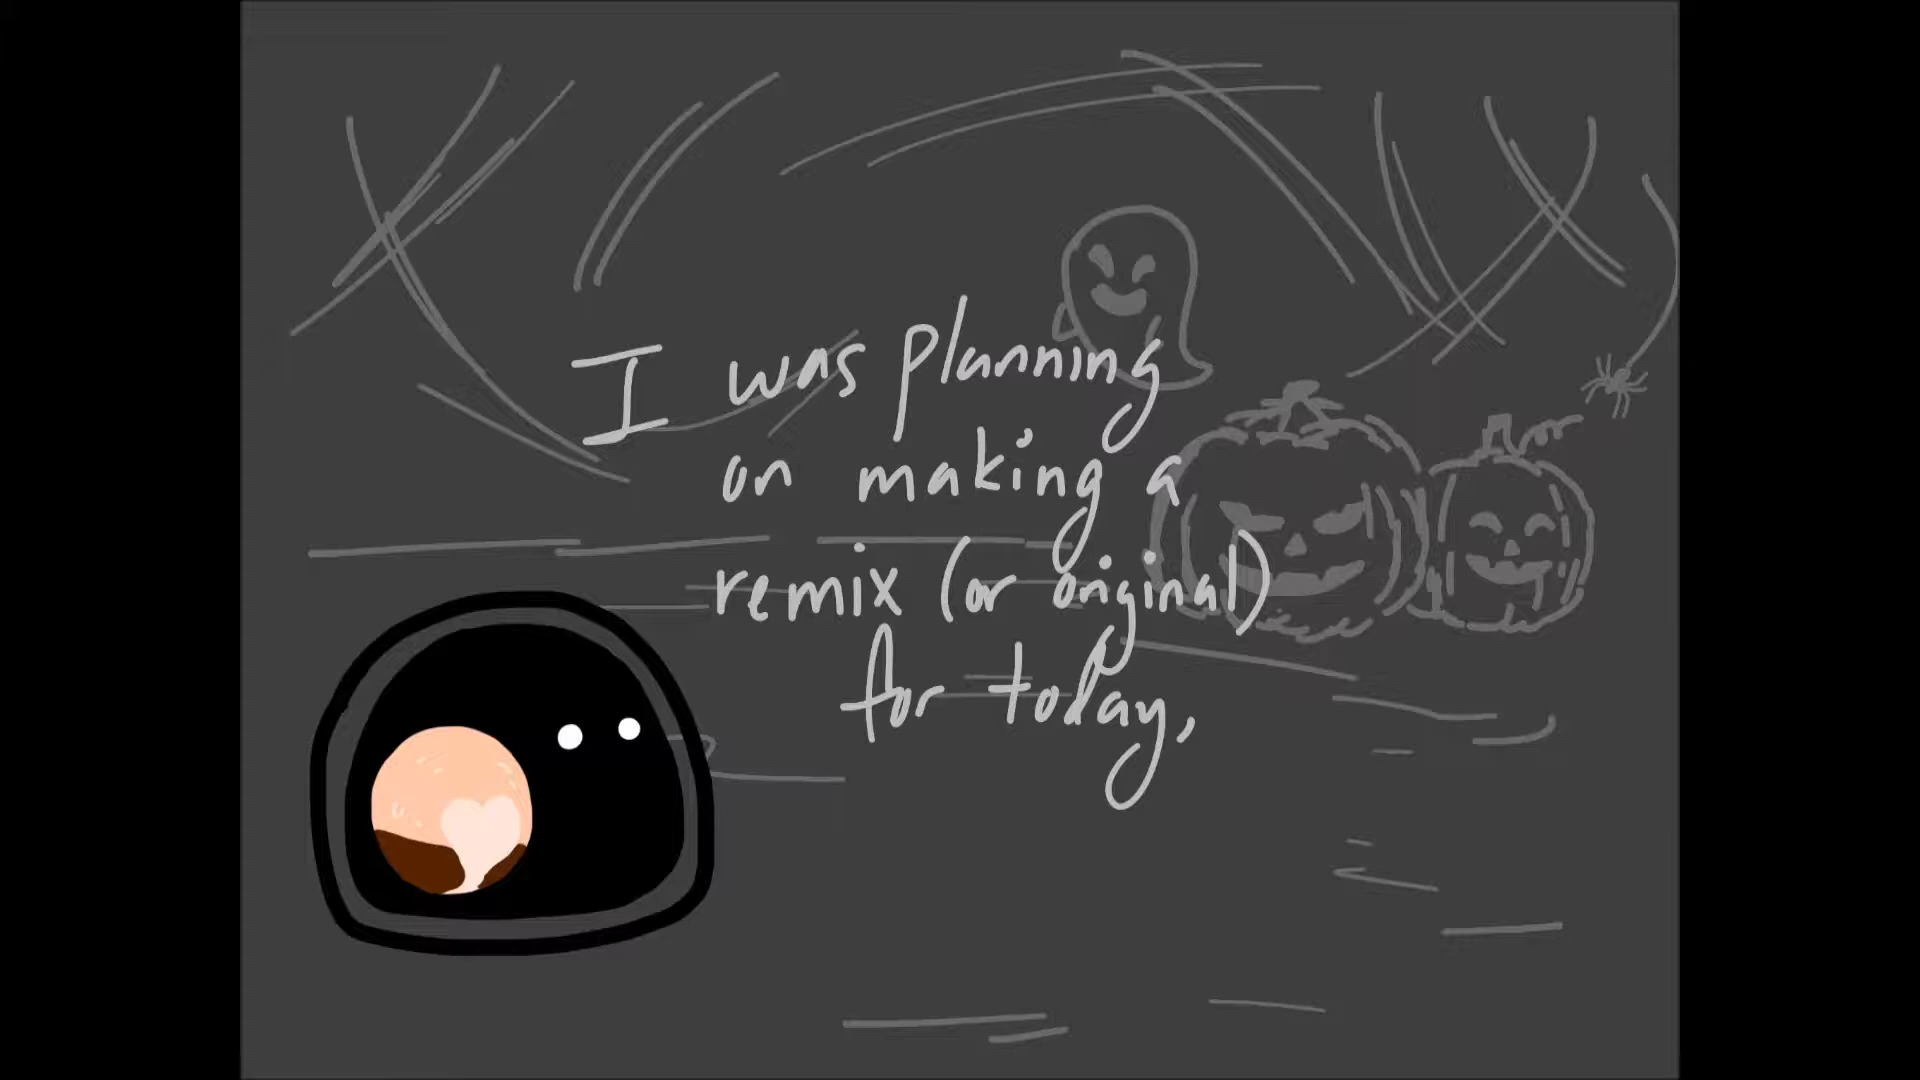 I was planning
on making a
remix (or original)
for today,